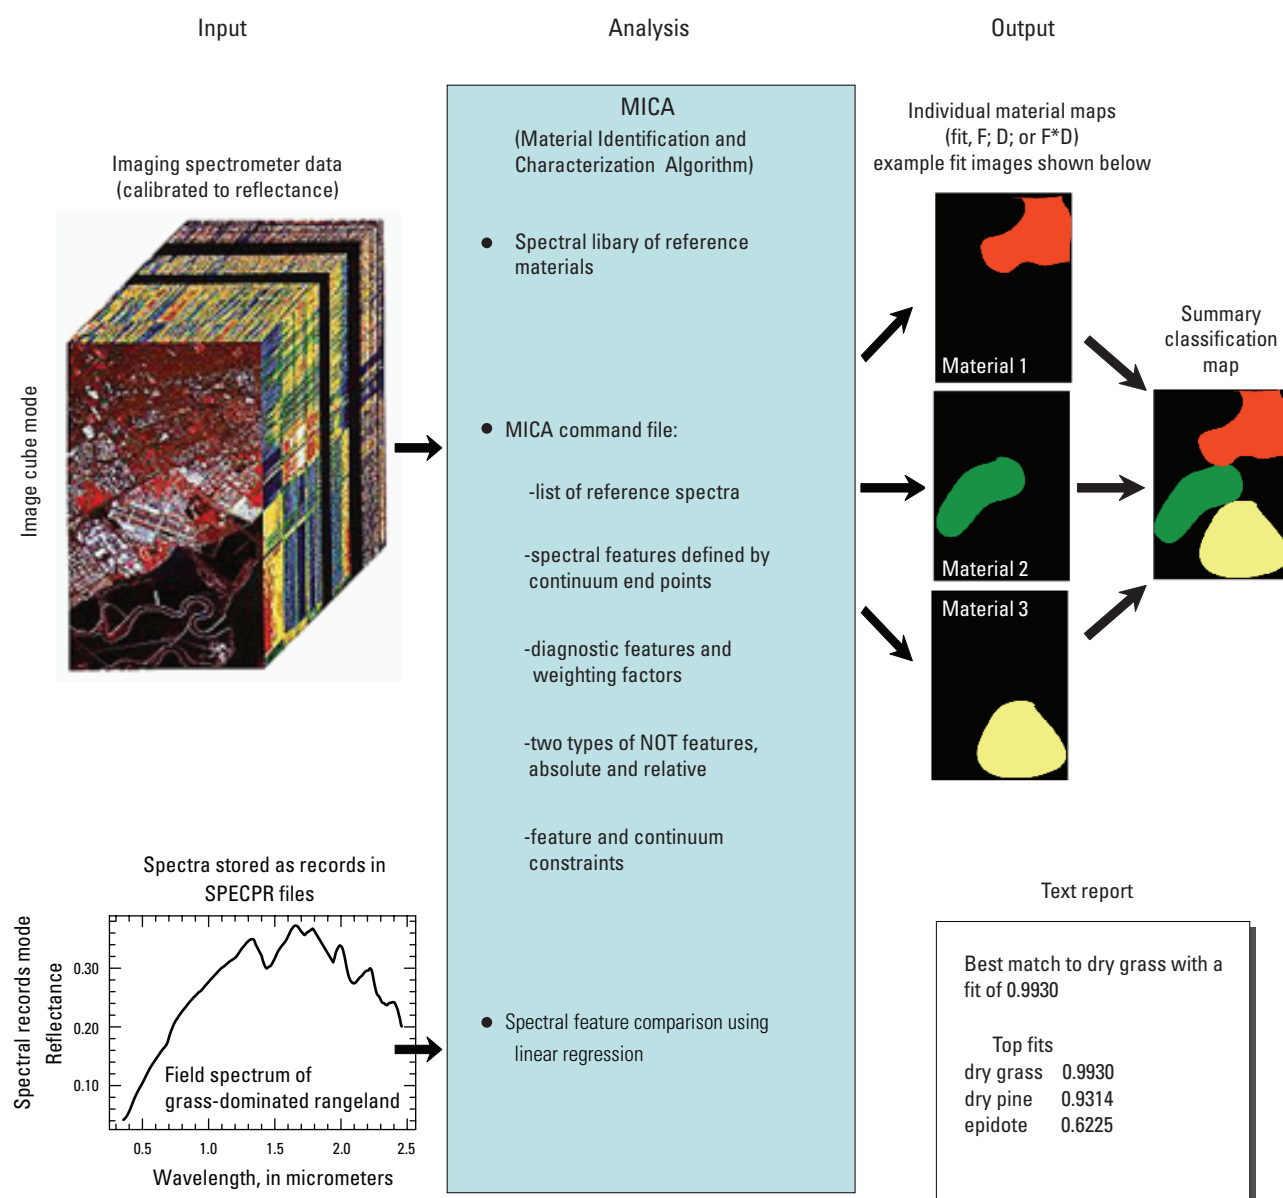 Input
Analysis
Output
Imaging spectrometer data
(calibrated to reflectance)
Image cube mode
MICA
(Material Identification and
Characterization Algorithm)
● Spectral libary of reference
materials
● MICA command file:
-list of reference spectra
-spectral features defined by
continuum end points
-diagnostic features and
weighting factors
-two types of NOT features,
absolute and relative
-feature and continuum
constraints
● Spectral feature comparison using
linear regression
Individual material maps
(fit, F; D; or F*D)
example fit images shown below
Material 1
Material 2
Material 3
Summary
classification
map
Spectra stored as records in
SPECPR files
Spectral records mode
Reflectance
0.30
0.20
0.10
Field spectrum of
grass-dominated rangeland
0.5 1.0 1.5 2.0 2.5
Wavelength, in micrometers
Text report
Best match to dry grass with a
fit of 0.9930
Top fits
dry grass 0.9930
dry pine 0.9314
epidote 0.6225